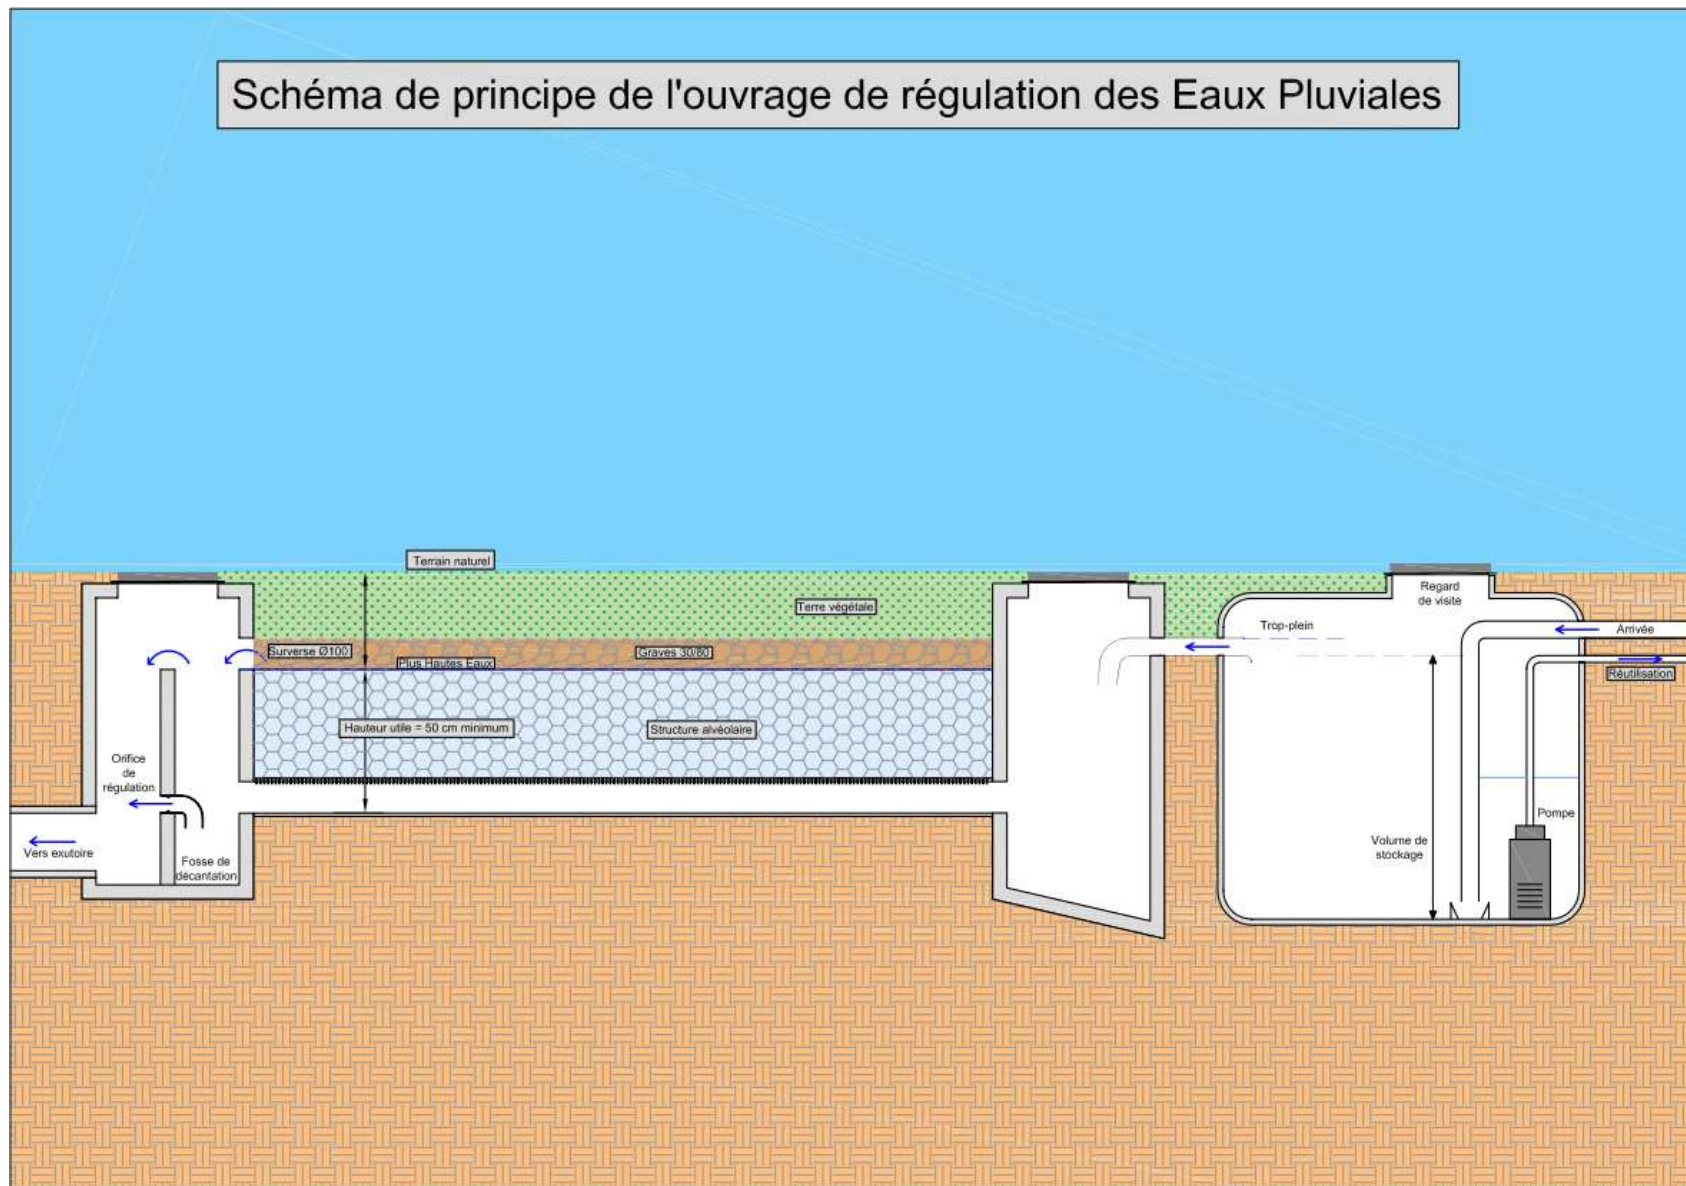 Schéma de principe de l'ouvrage de régulation des Eaux Pluviales
Terrain naturel
Terre végétale
Surverse Ø100
Graves 30/80
Plus Hautes Eaux
Hauteur utile = 50 cm minimum
Structure alvéolaire
Orifice
de
régulation
Vers exutoire
Fosse de
décantation
Regard
de visite
Trop-plein
Arrivée
Réutilisation
Pompe
Volume de
stockage